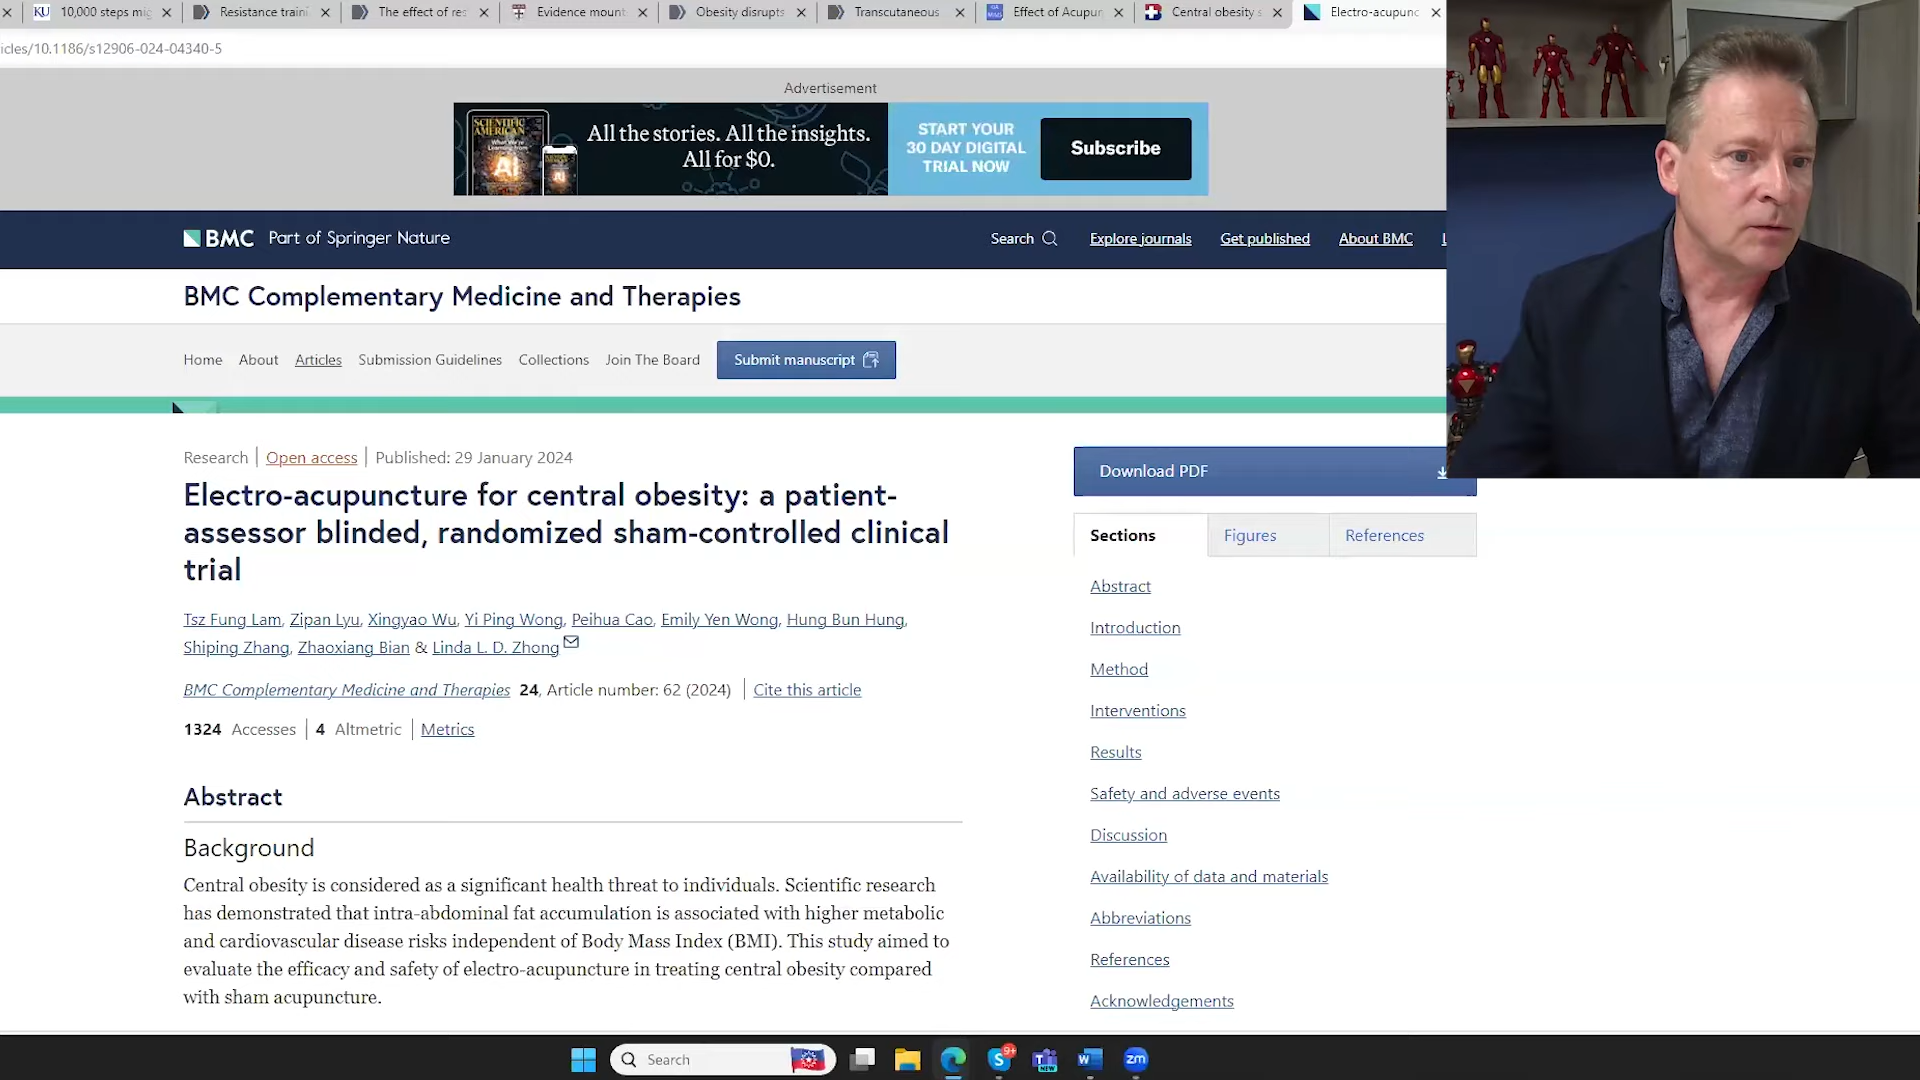 10,000 steps mig
Resistance traini
The effect of res
Evidence mount
Obesity disrupts
Transcutaneous
Effect of Acupun
Central obesity s
Electro-acupunc
icles/10.1186/s12906-024-04340-5
Advertisement
SCIENTIFIC
AMERICAN
AI
All the stories. All the insights.
All for $0.
START YOUR
30 DAY DIGITAL
TRIAL NOW
Subscribe
BMC Part of Springer Nature
Search
Explore journals
Get published
About BMC
BMC Complementary Medicine and Therapies
Home About Articles Submission Guidelines Collections Join The Board Submit manuscript
Research Open access Published: 29 January 2024
Electro-acupuncture for central obesity: a patient-
assessor blinded, randomized sham-controlled clinical
trial
Tsz Fung Lam, Zipan Lyu, Xingyao Wu, Yi Ping Wong, Peihua Cao, Emily Yen Wong, Hung Bun Hung,
Shiping Zhang, Zhaoxiang Bian & Linda L. D. Zhong
BMC Complementary Medicine and Therapies 24, Article number: 62 (2024) Cite this article
1324 Accesses 4 Altmetric Metrics
Abstract
Background
Central obesity is considered as a significant health threat to individuals. Scientific research
has demonstrated that intra-abdominal fat accumulation is associated with higher metabolic
and cardiovascular disease risks independent of Body Mass Index (BMI). This study aimed to
evaluate the efficacy and safety of electro-acupuncture in treating central obesity compared
with sham acupuncture.
Download PDF
Sections Figures References
Abstract
Introduction
Method
Interventions
Results
Safety and adverse events
Discussion
Availability of data and materials
Abbreviations
References
Acknowledgements
Search